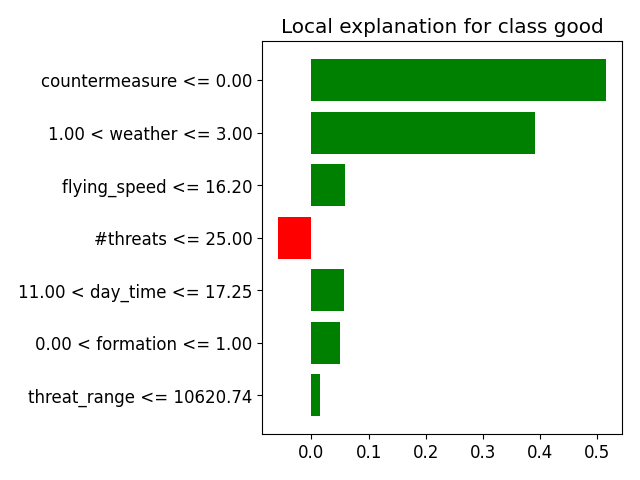 Local explanation for class good
countermeasure <= 0.00
1.00 < weather <= 3.00
flying_speed <= 16.20
#threats <= 25.00
11.00 < day_time <= 17.25
0.00 < formation <= 1.00
threat_range <= 10620.74
0.0 0.1 0.2 0.3 0.4 0.5